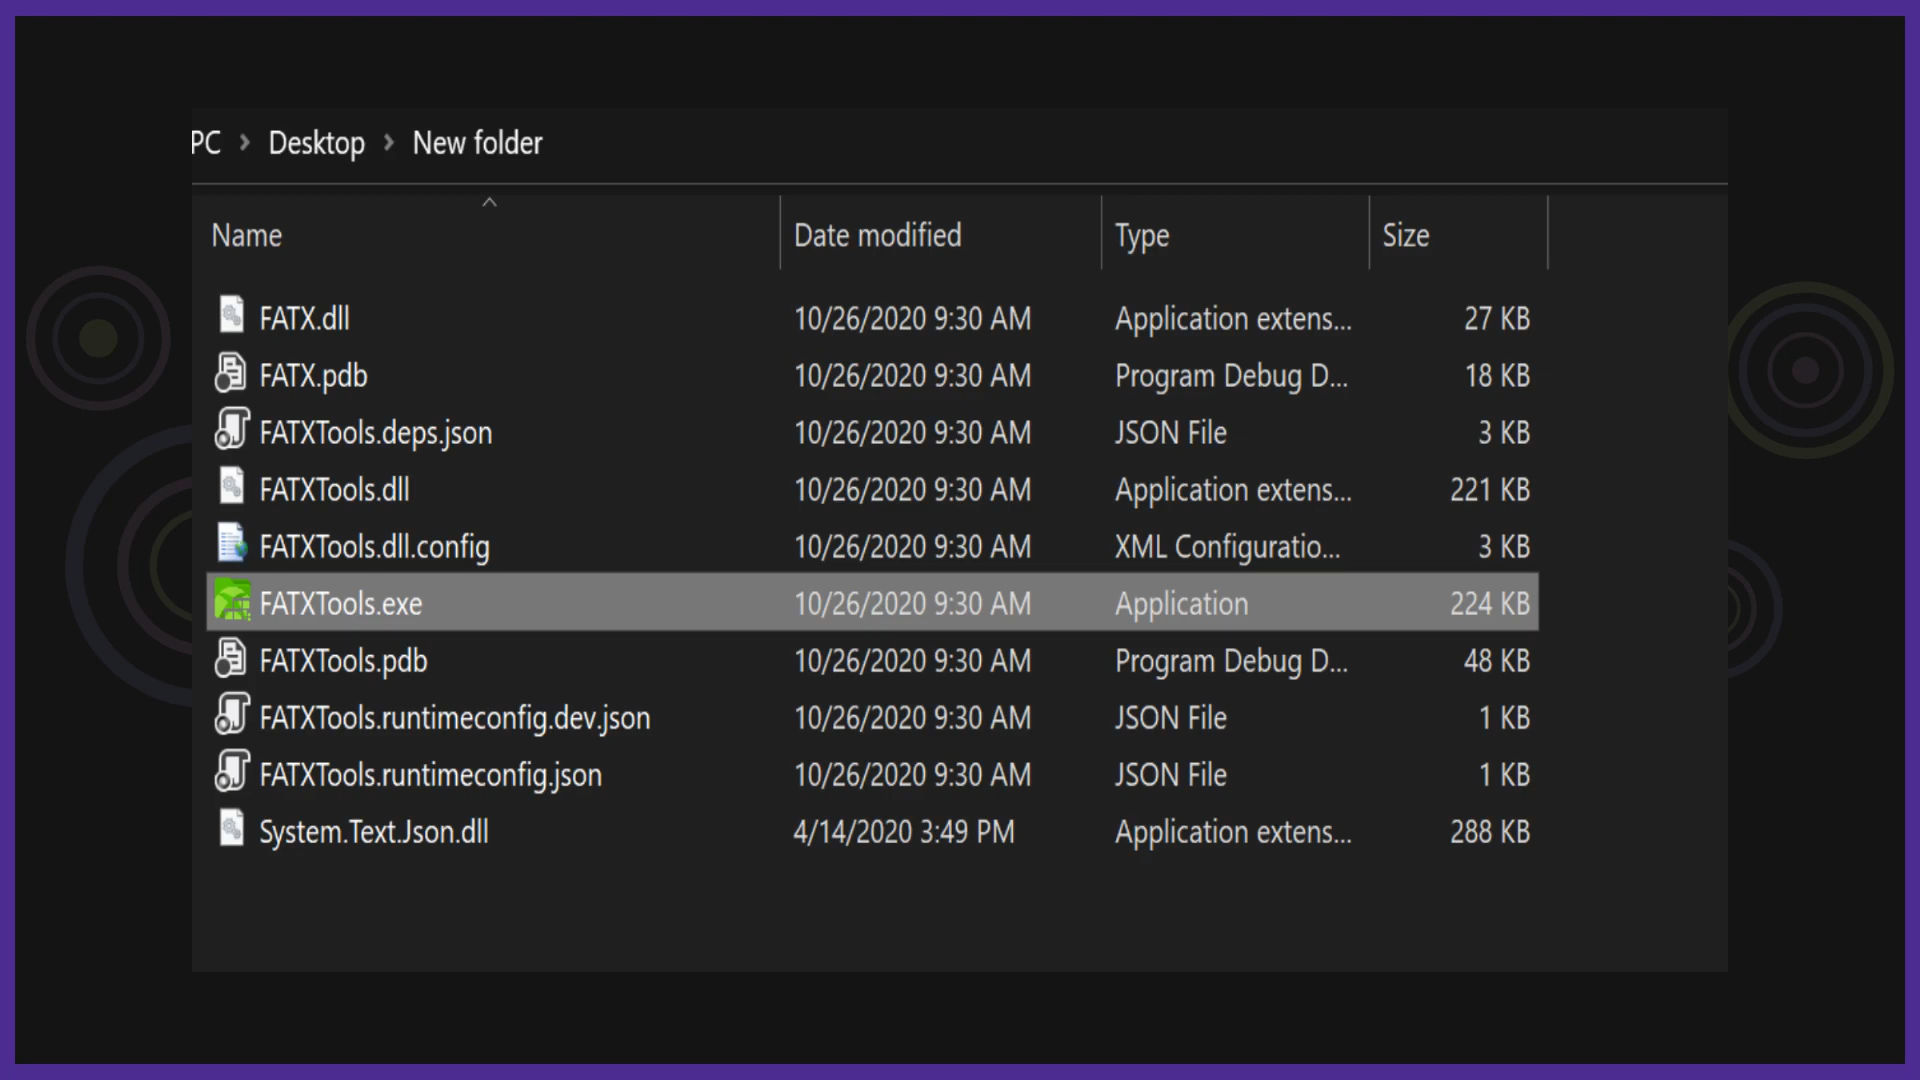 PC > Desktop > New folder
Name Date modified Type Size
FATX.dll 10/26/2020 9:30 AM Application extens... 27 KB
FATX.pdb 10/26/2020 9:30 AM Program Debug D... 18 KB
FATXTools.deps.json 10/26/2020 9:30 AM JSON File 3 KB
FATXTools.dll 10/26/2020 9:30 AM Application extens... 221 KB
FATXTools.dll.config 10/26/2020 9:30 AM XML Configuratio... 3 KB
FATXTools.exe 10/26/2020 9:30 AM Application 224 KB
FATXTools.pdb 10/26/2020 9:30 AM Program Debug D... 48 KB
FATXTools.runtimeconfig.dev.json 10/26/2020 9:30 AM JSON File 1 KB
FATXTools.runtimeconfig.json 10/26/2020 9:30 AM JSON File 1 KB
System.Text.Json.dll 4/14/2020 3:49 PM Application extens... 288 KB